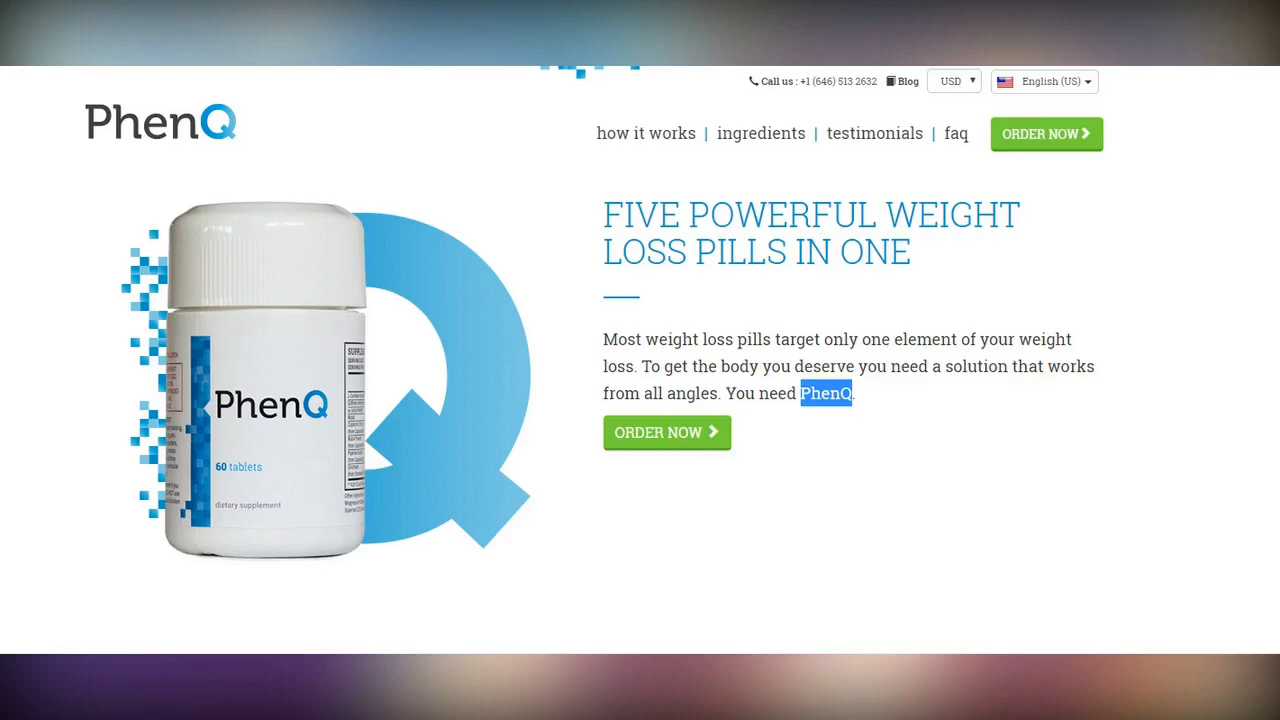 Call us : +1 (646) 513 2632 Blog USD English (US)
PhenQ
how it works | ingredients | testimonials | faq ORDER NOW
FIVE POWERFUL WEIGHT
LOSS PILLS IN ONE
Most weight loss pills target only one element of your weight
loss. To get the body you deserve you need a solution that works
from all angles. You need PhenQ.
ORDER NOW
PhenQ
60 tablets
dietary supplement